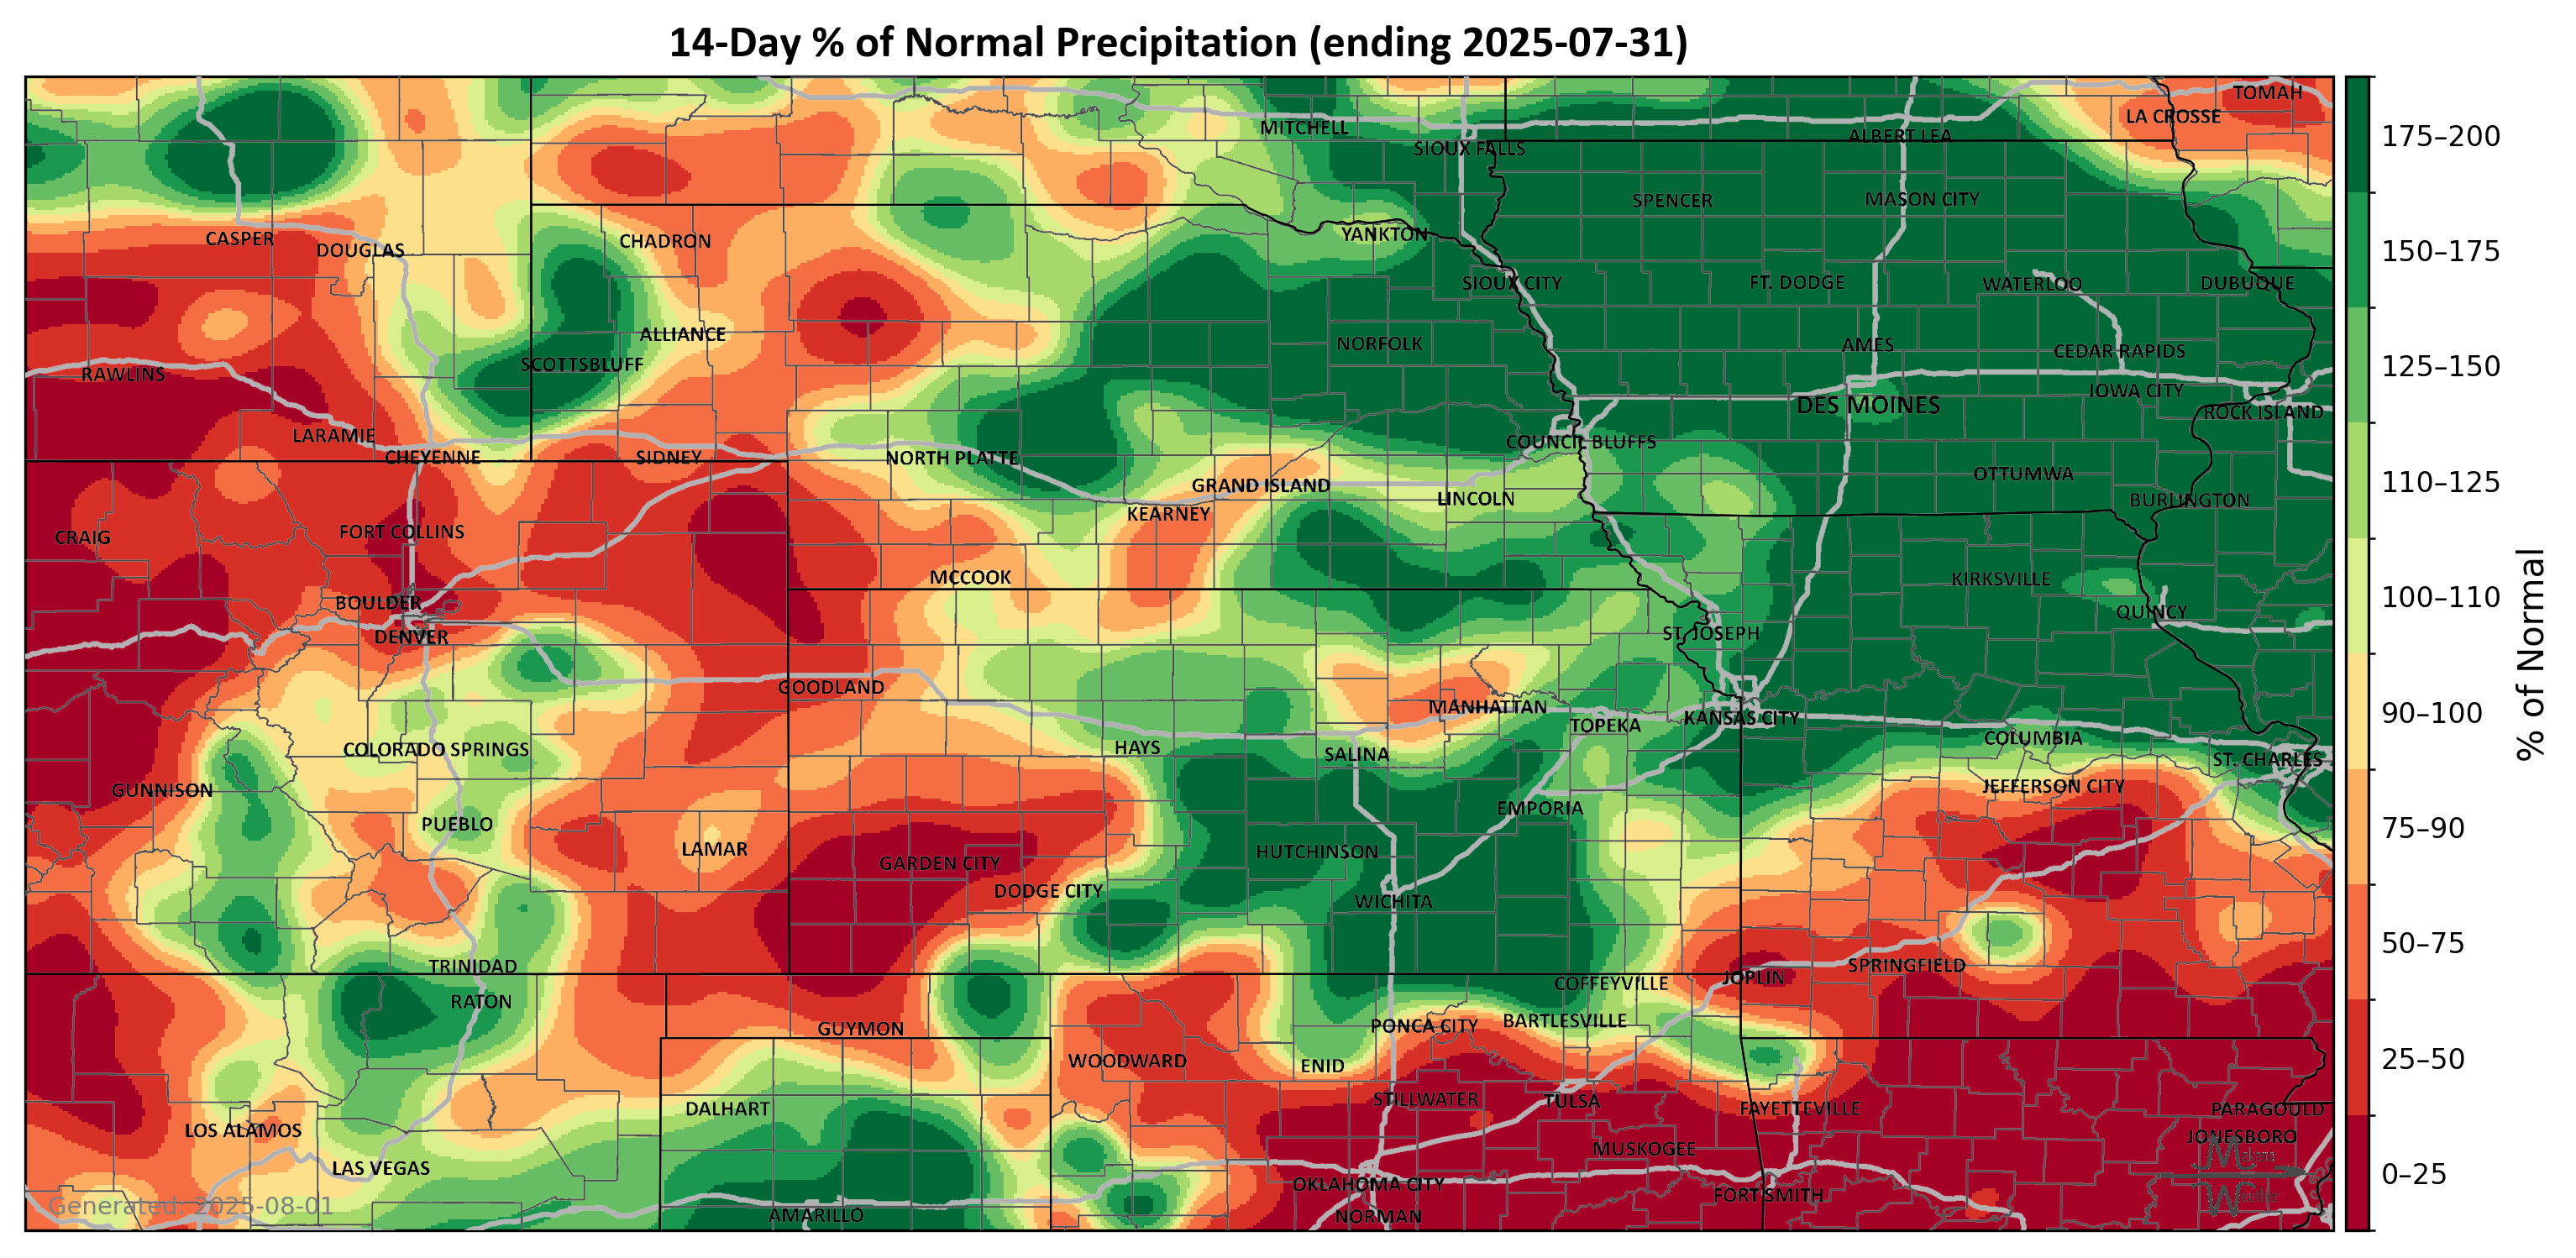 14-Day % of Normal Precipitation (ending 2025-07-31)
TOMAH
LA CROSSE
MITCHELL
ALBERT LEA
SIOUX FALLS
SPENCER
MASON CITY
CASPER
DOUGLAS
CHADRON
YANKTON
SIOUX CITY
FT. DODGE
WATERLOO
DUBUQUE
ALLIANCE
NORFOLK
AMES
CEDAR RAPIDS
SCOTTSBLUFF
RAWLINS
IOWA CITY
DES MOINES
ROCK ISLAND
LARAMIE
COUNCIL BLUFFS
CHEYENNE
SIDNEY
NORTH PLATTE
OTTUMWA
GRAND ISLAND
LINCOLN
BURLINGTON
KEARNEY
CRAIG
FORT COLLINS
MCCOOK
KIRKSVILLE
BOULDER
QUINCY
DENVER
ST. JOSEPH
GOODLAND
MANHATTAN
KANSAS CITY
TOPEKA
COLUMBIA
COLORADO SPRINGS
HAYS
SALINA
ST. CHARLES
GUNNISON
JEFFERSON CITY
EMPORIA
PUEBLO
LAMAR
HUTCHINSON
GARDEN CITY
DODGE CITY
WICHITA
TRINIDAD
SPRINGFIELD
JOPLIN
COFFEYVILLE
RATON
GUYMON
PONCA CITY
BARTLESVILLE
WOODWARD
ENID
DALHART
STILLWATER
TULSA
FAYETTEVILLE
PARAGOULD
LOS ALAMOS
JONESBORO
MUSKOGEE
LAS VEGAS
OKLAHOMA CITY
FORT SMITH
AMARILLO
NORMAN
Generated: 2025-08-01
175–200
150–175
125–150
110–125
100–110
90–100
75–90
50–75
25–50
0–25
% of Normal